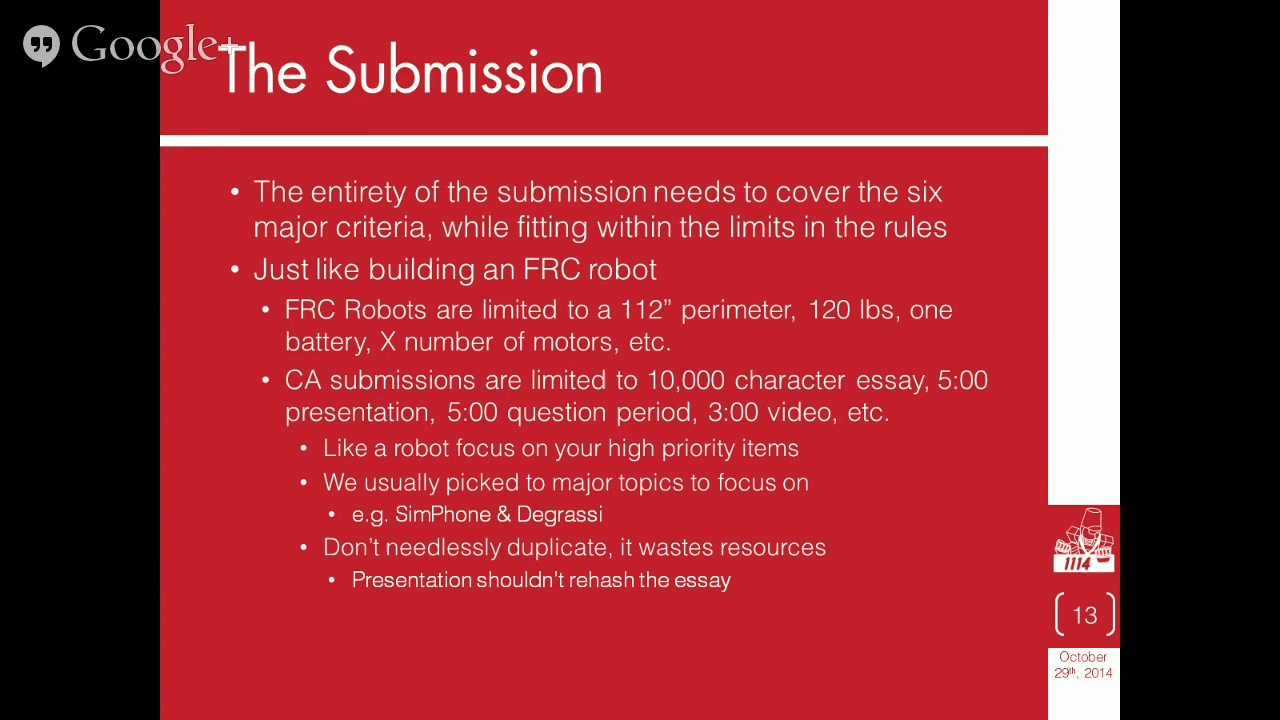 Google+
The Submission
• The entirety of the submission needs to cover the six
major criteria, while fitting within the limits in the rules
• Just like building an FRC robot
• FRC Robots are limited to a 112” perimeter, 120 lbs, one
battery, X number of motors, etc.
• CA submissions are limited to 10,000 character essay, 5:00
presentation, 5:00 question period, 3:00 video, etc.
• Like a robot focus on your high priority items
• We usually picked to major topics to focus on
• e.g. SimPhone & Degrassi
• Don’t needlessly duplicate, it wastes resources
• Presentation shouldn’t rehash the essay
1114
13
October
29th, 2014